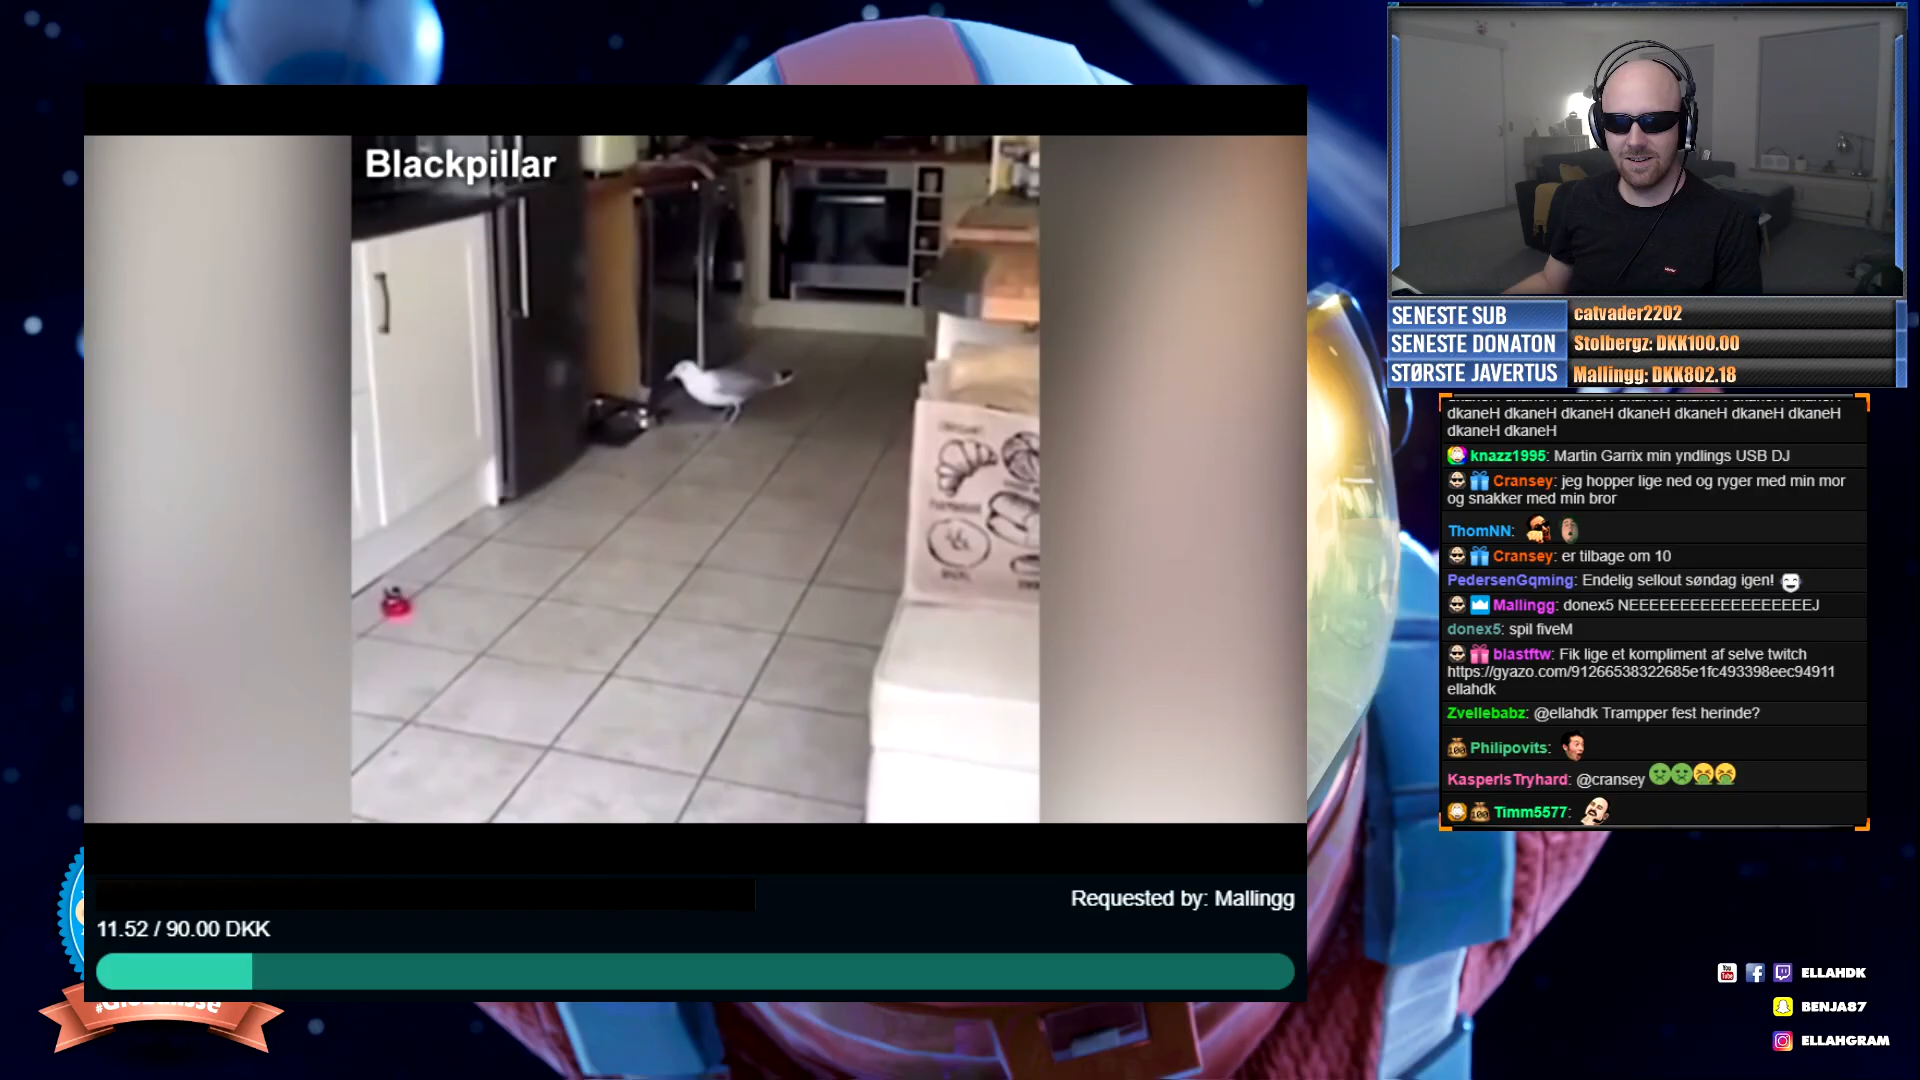 Blackpillar
Requested by: Mallingg
11.52 / 90.00 DKK
SENESTE SUB
catvader2202
SENESTE DONATON
Stolbergz: DKK100.00
STØRSTE JAVERTUS
Mallingg: DKK802.18
dkaneH dkaneH dkaneH dkaneH dkaneH dkaneH dkaneH
dkaneH dkaneH
knazz1995: Martin Garrix min yndlings USB DJ
Cransey: jeg hopper lige ned og ryger med min mor
og snakker med min bror
ThomNN:
Cransey: er tilbage om 10
PedersenGqming: Endelig sellout søndag igen!
Mallingg: donex5 NEEEEEEEEEEEEEEEEEEJ
donex5: spil fiveM
blastftw: Fik lige et kompliment af selve twitch
https://gyazo.com/91266538322685e1fc493398eec94911
ellahdk
Zvellebabz: @ellahdk Trampper fest herinde?
Philipovits:
KasperIsTryhard: @cransey
Timm5577:
ELLAHDK
BENJA87
ELLAHGRAM